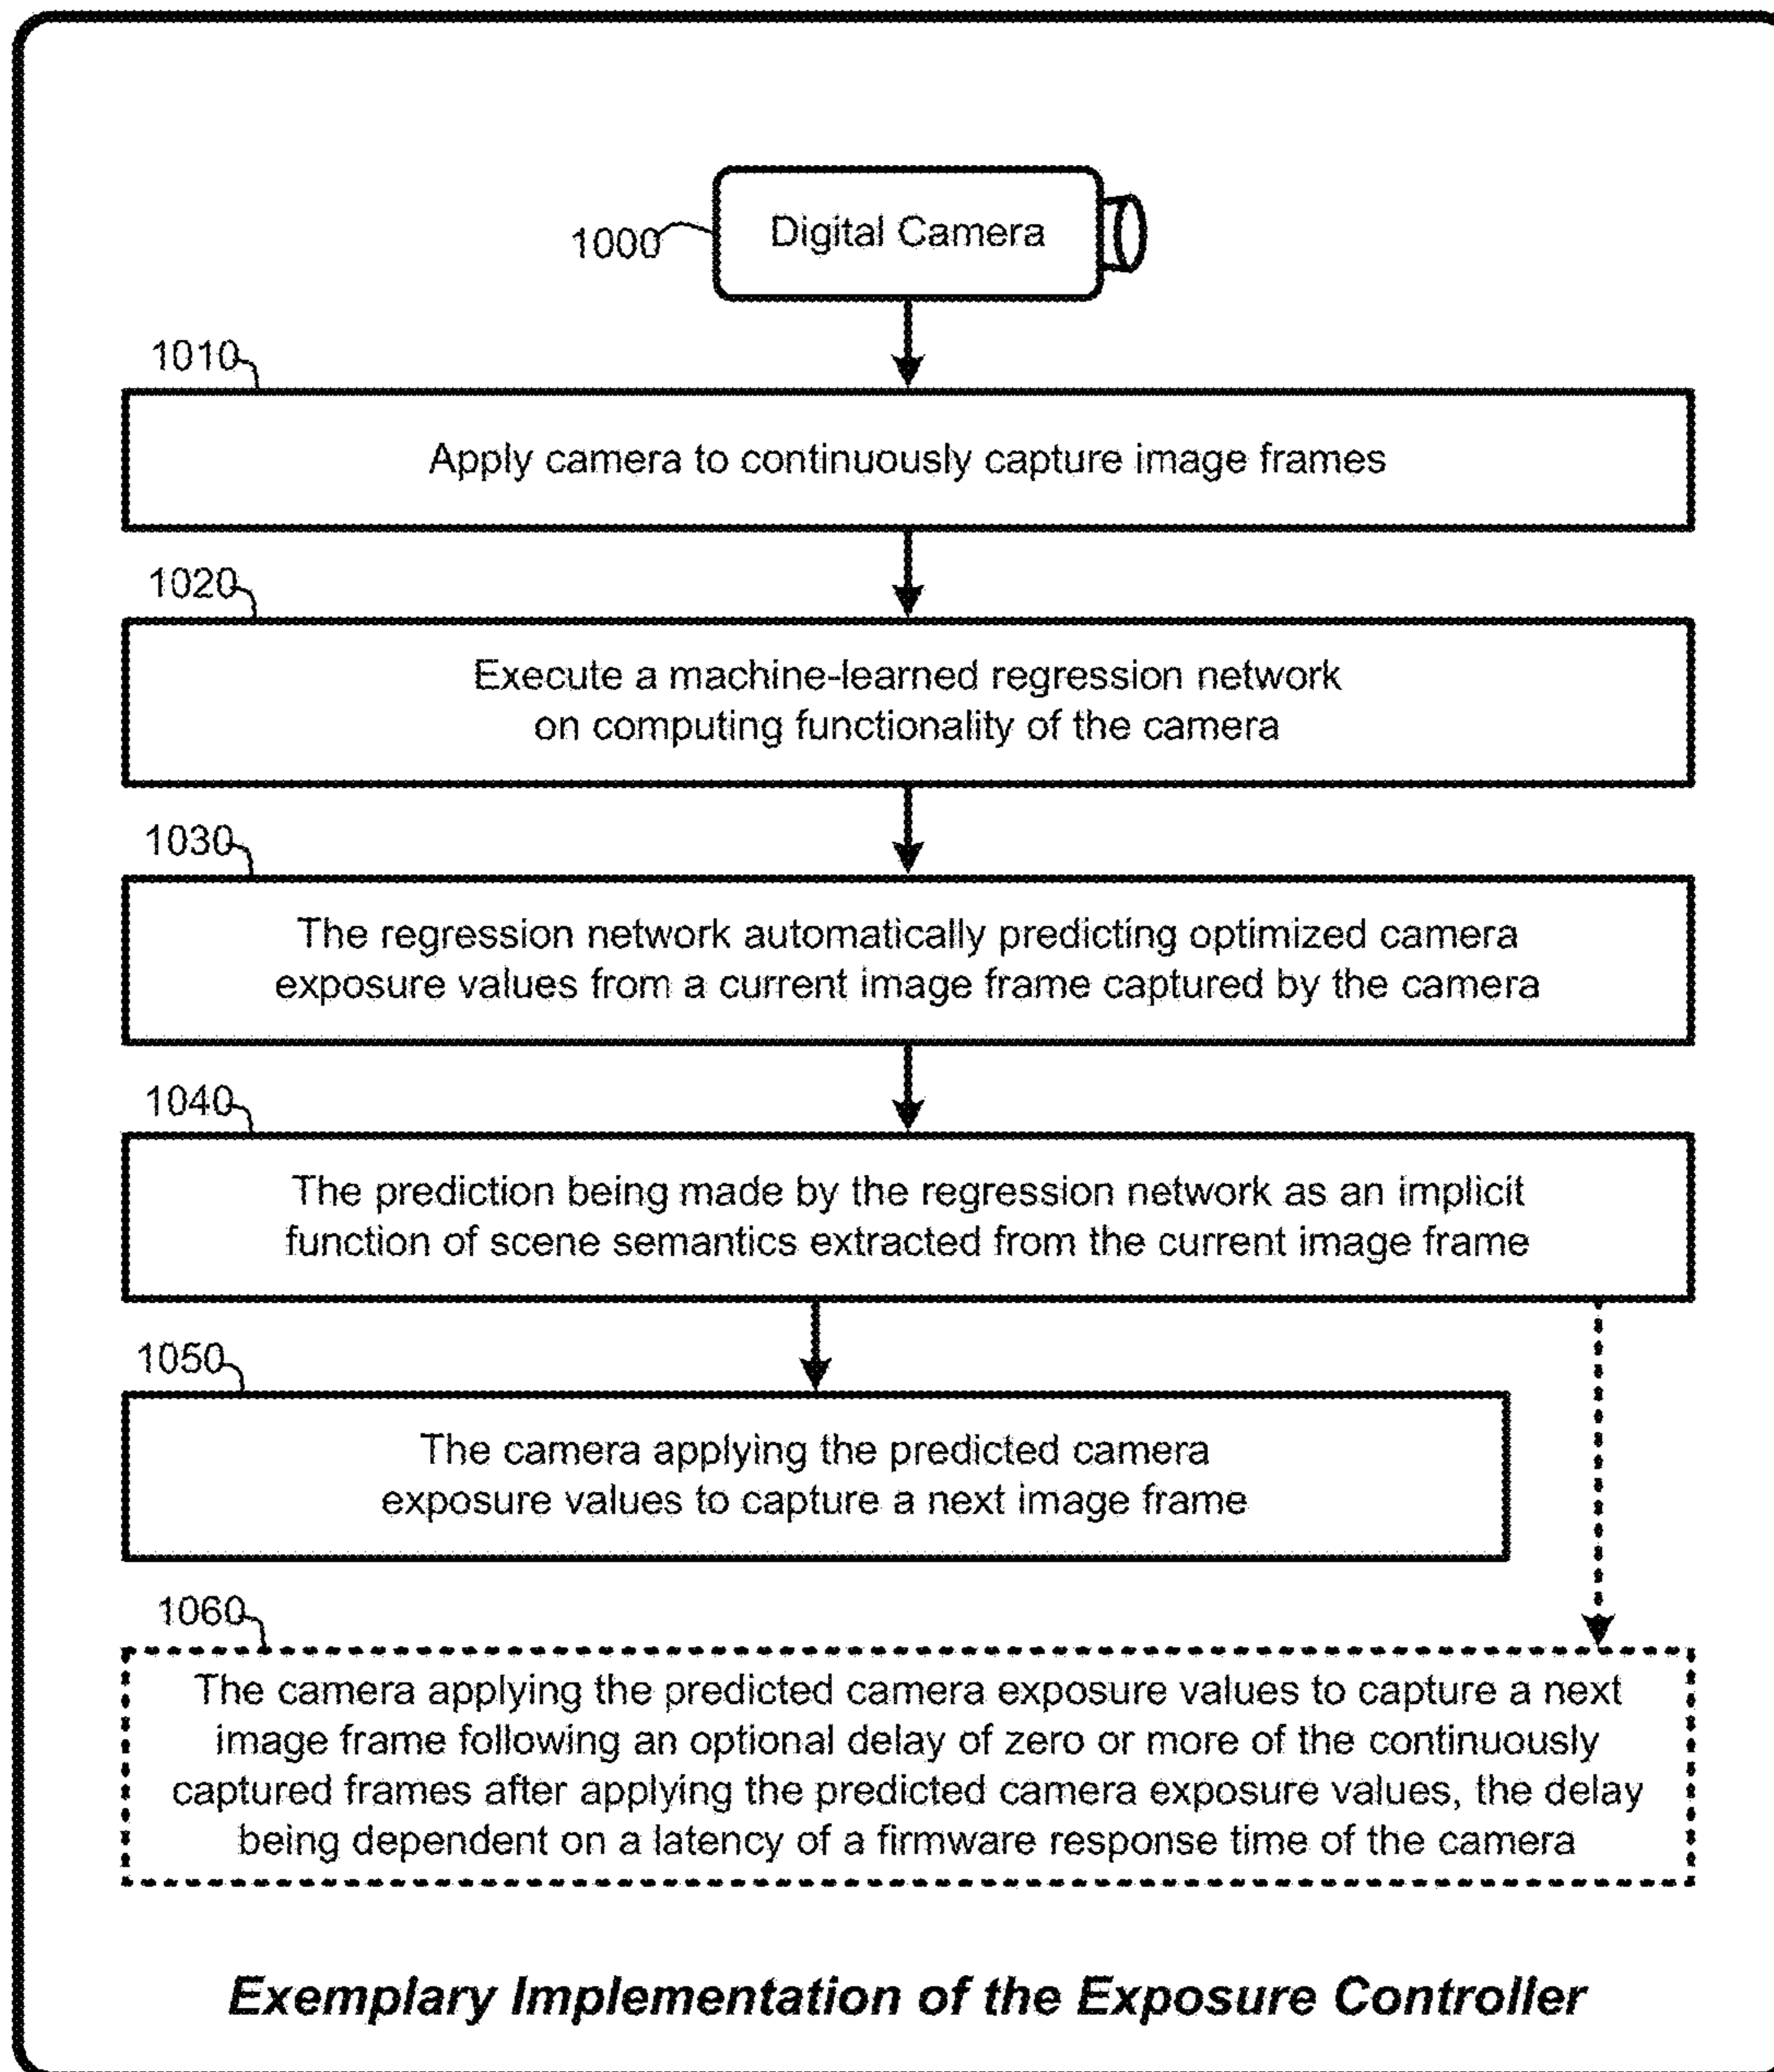 1000
Digital Camera
1010
Apply camera to continuously capture image frames
1020
Execute a machine-learned regression network
on computing functionality of the camera
1030
The regression network automatically predicting optimized camera
exposure values from a current image frame captured by the camera
1040
The prediction being made by the regression network as an implicit
function of scene semantics extracted from the current image frame
1050
The camera applying the predicted camera
exposure values to capture a next image frame
1060
The camera applying the predicted camera exposure values to capture a next
image frame following an optional delay of zero or more of the continuously
captured frames after applying the predicted camera exposure values, the delay
being dependent on a latency of a firmware response time of the camera
Exemplary Implementation of the Exposure Controller